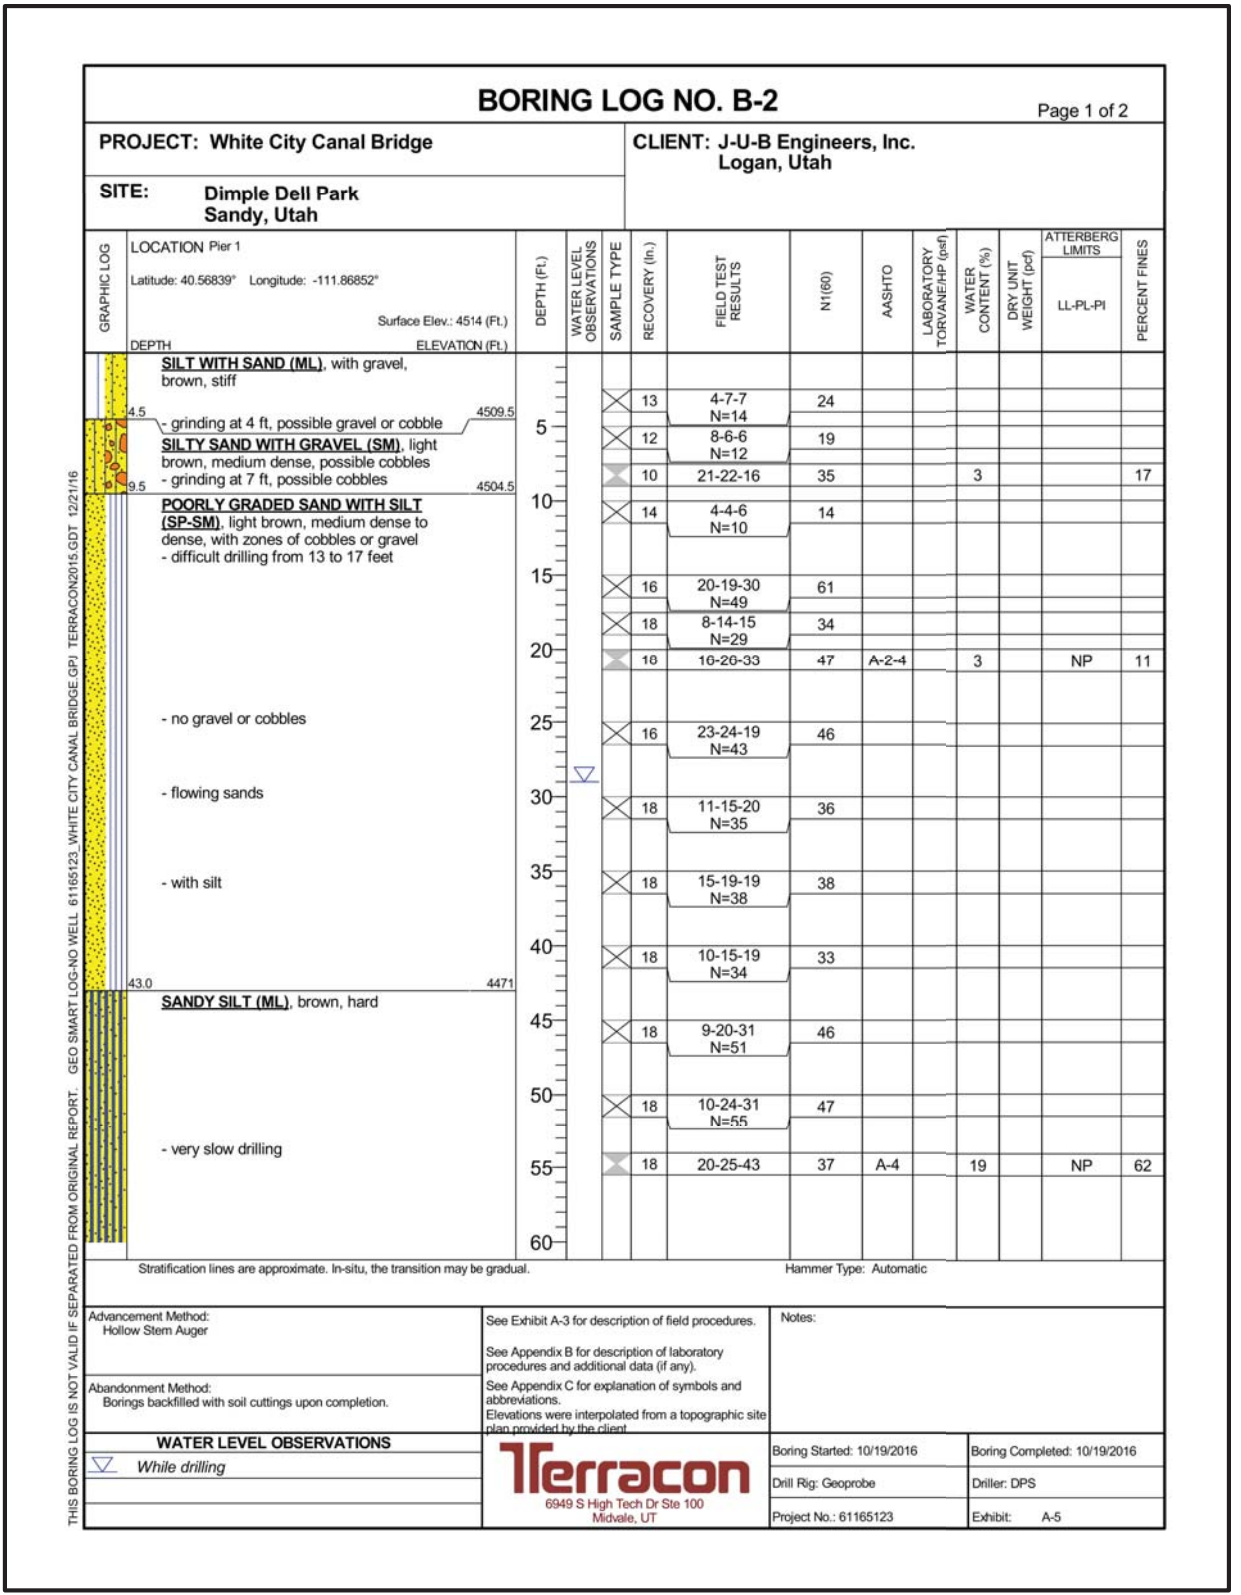 BORING LOG NO. B-2
Page 1 of 2
PROJECT: White City Canal Bridge
CLIENT: J-U-B Engineers, Inc.
Logan, Utah
SITE: Dimple Dell Park
Sandy, Utah
GRAPHIC LOG
LOCATION Pier 1
Latitude: 40.56839° Longitude: -111.86852°
Surface Elev.: 4514 (Ft.)
DEPTH ELEVATION (Ft.)
DEPTH (Ft.)
WATER LEVEL
OBSERVATIONS
SAMPLE TYPE
RECOVERY (In.)
FIELD TEST
RESULTS
N1(60)
AASHTO
LABORATORY
TORVANE/HP (psf)
WATER
CONTENT (%)
DRY UNIT
WEIGHT (pcf)
ATTERBERG
LIMITS
LL-PL-PI
PERCENT FINES
SILT WITH SAND (ML), with gravel,
brown, stiff
4.5 4509.5
- grinding at 4 ft, possible gravel or cobble
SILTY SAND WITH GRAVEL (SM), light
brown, medium dense, possible cobbles
- grinding at 7 ft, possible cobbles
9.5 4504.5
POORLY GRADED SAND WITH SILT
(SP-SM), light brown, medium dense to
dense, with zones of cobbles or gravel
- difficult drilling from 13 to 17 feet
- no gravel or cobbles
- flowing sands
- with silt
43.0 4471
SANDY SILT (ML), brown, hard
- very slow drilling
5
10
15
20
25
30
35
40
45
50
55
60
13 4-7-7 24
N=14
12 8-6-6 19
N=12
10 21-22-16 35 3 17
14 4-4-6 14
N=10
16 20-19-30 61
N=49
18 8-14-15 34
N=29
18 16-26-33 47 A-2-4 3 NP 11
16 23-24-19 46
N=43
18 11-15-20 36
N=35
18 15-19-19 38
N=38
18 10-15-19 33
N=34
18 9-20-31 46
N=51
18 10-24-31 47
N=55
18 20-25-43 37 A-4 19 NP 62
Stratification lines are approximate. In-situ, the transition may be gradual.
Hammer Type: Automatic
Advancement Method:
Hollow Stem Auger
Abandonment Method:
Borings backfilled with soil cuttings upon completion.
See Exhibit A-3 for description of field procedures.
See Appendix B for description of laboratory
procedures and additional data (if any).
See Appendix C for explanation of symbols and
abbreviations.
Elevations were interpolated from a topographic site
plan provided by the client
Notes:
WATER LEVEL OBSERVATIONS
While drilling
Terracon
6949 S High Tech Dr Ste 100
Midvale, UT
Boring Started: 10/19/2016
Boring Completed: 10/19/2016
Drill Rig: Geoprobe
Driller: DPS
Project No.: 61165123
Exhibit: A-5
THIS BORING LOG IS NOT VALID IF SEPARATED FROM ORIGINAL REPORT. GEO SMART LOG-NO WELL 61165123_WHITE CITY CANAL BRIDGE.GPJ TERRACON2015.GDT 12/21/16